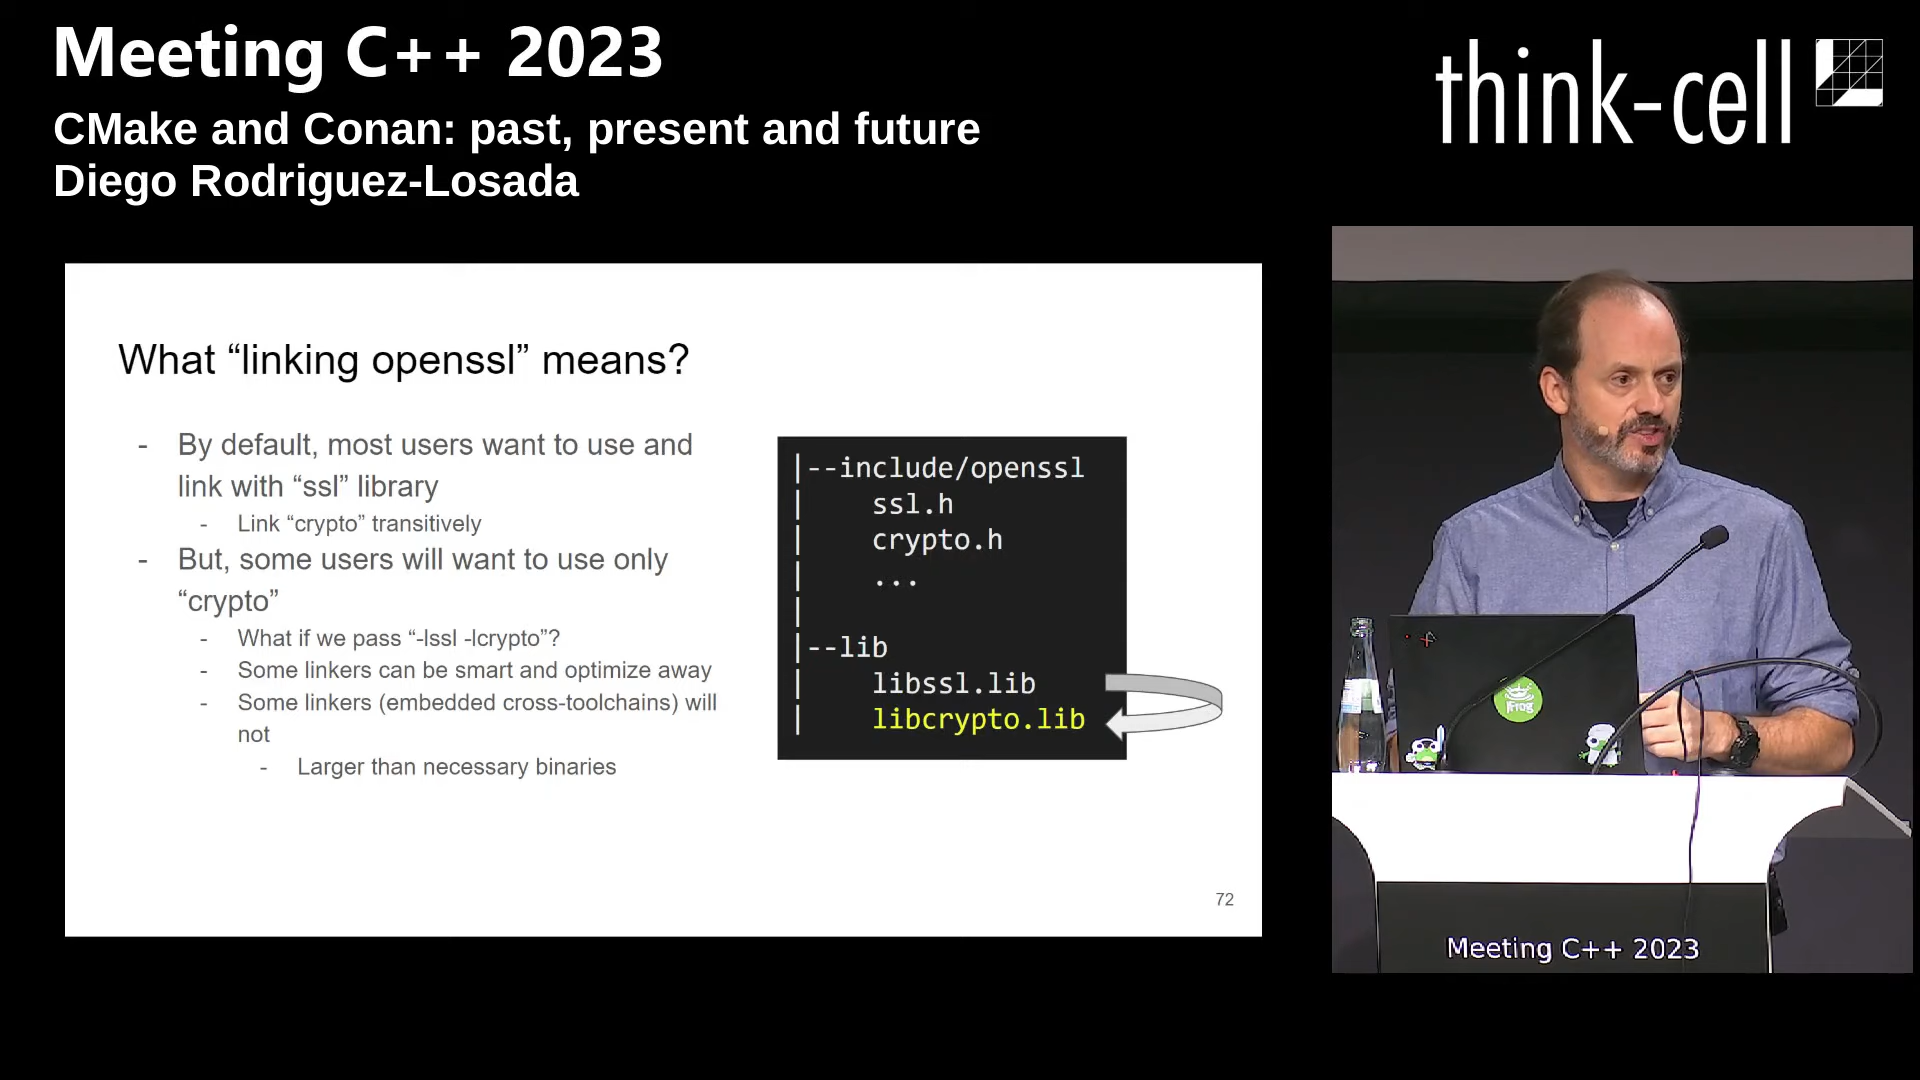 Meeting C++ 2023
CMake and Conan: past, present and future
Diego Rodriguez-Losada
think-cell
What “linking openssl” means?
- By default, most users want to use and
link with “ssl” library
- Link “crypto” transitively
- But, some users will want to use only
“crypto”
- What if we pass “-lssl -lcrypto”?
- Some linkers can be smart and optimize away
- Some linkers (embedded cross-toolchains) will
not
- Larger than necessary binaries
|--include/openssl
| ssl.h
| crypto.h
| ...
|
|--lib
| libssl.lib
| libcrypto.lib
72
JFrog
Meeting C++ 2023